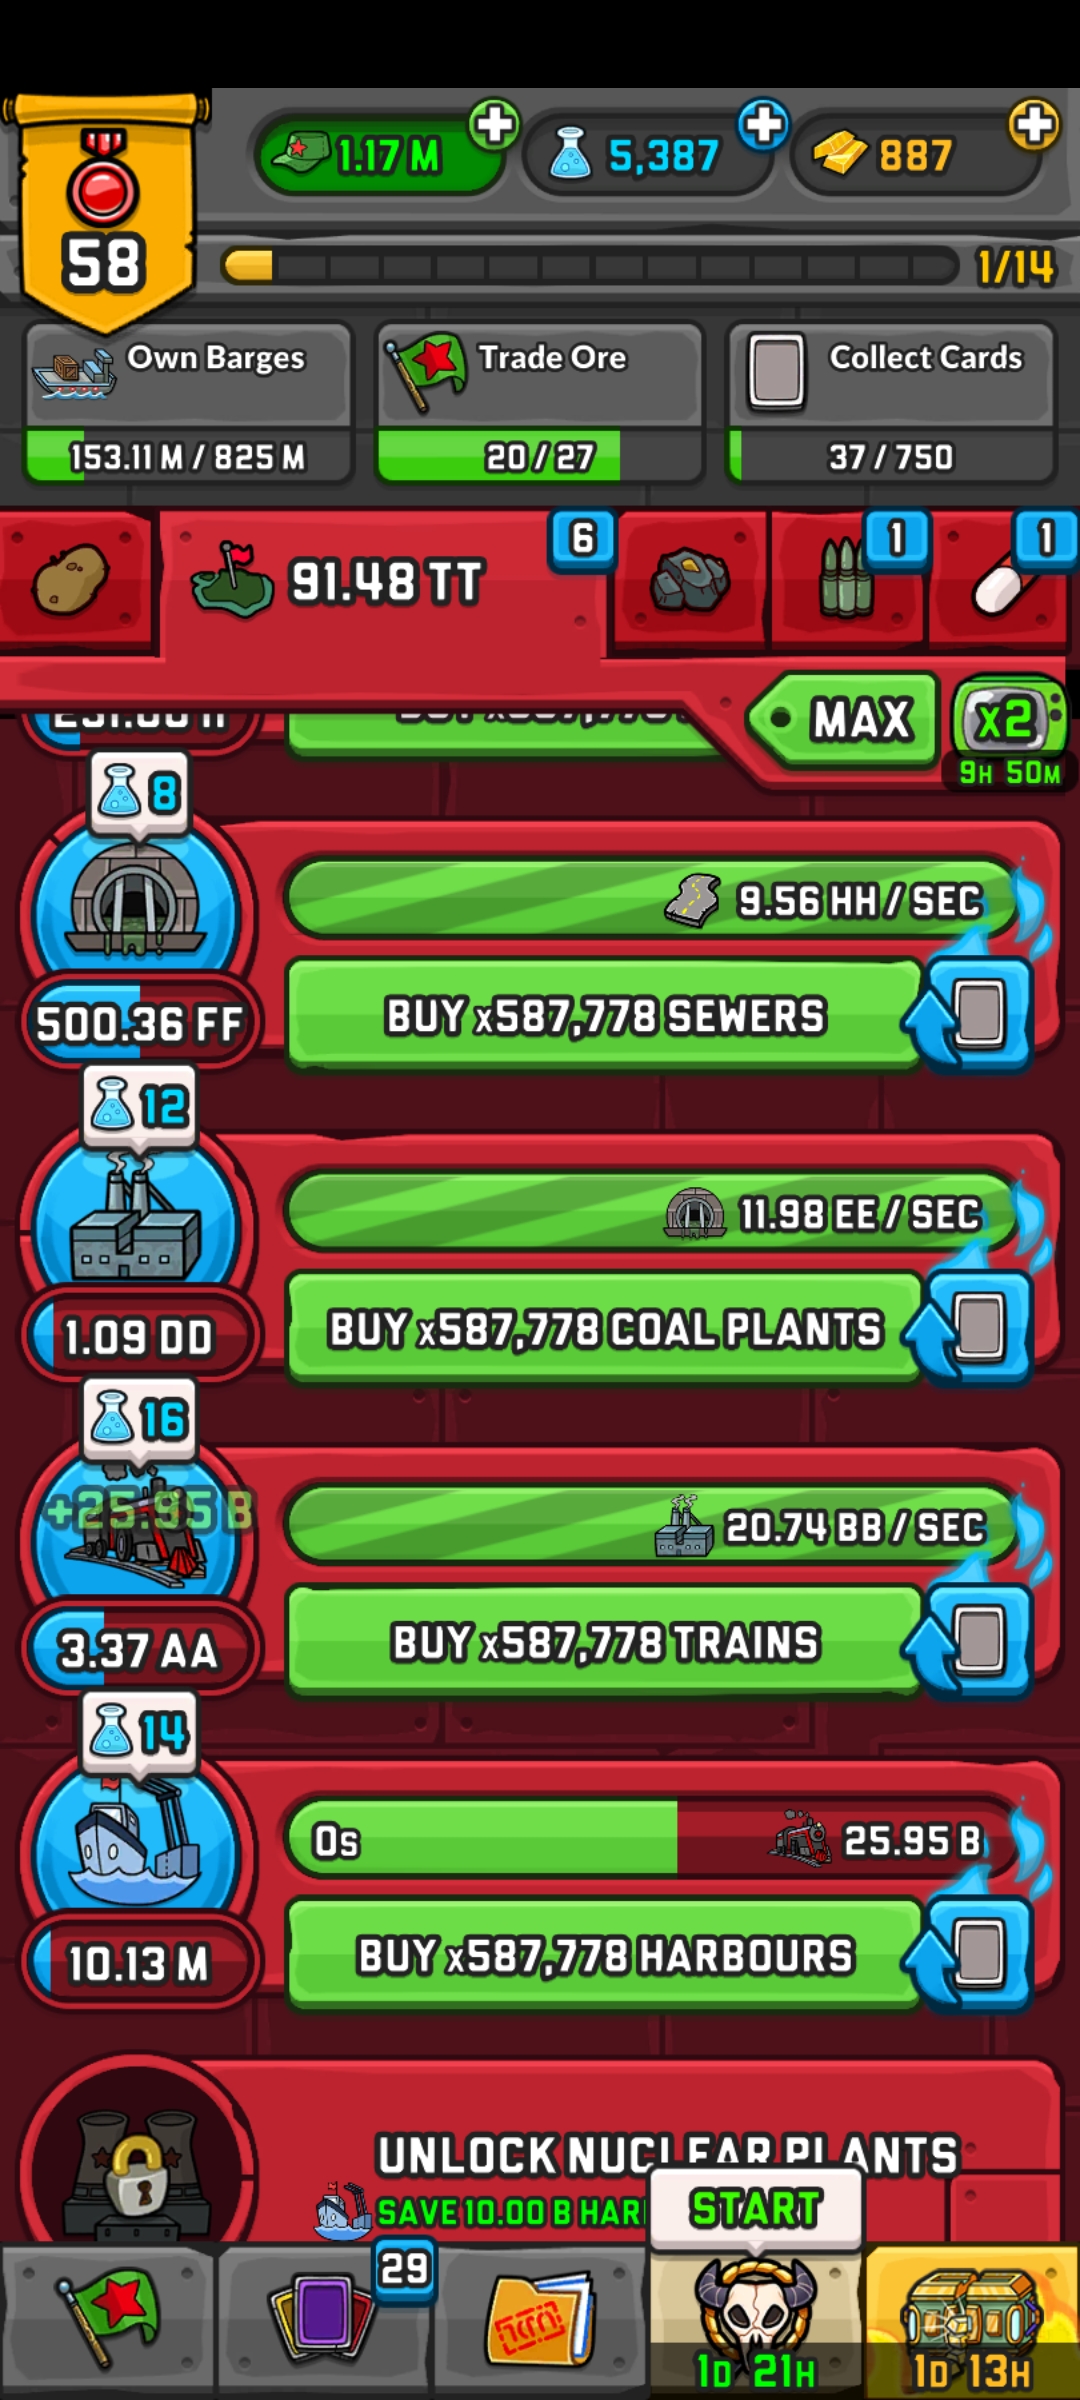 1.17 M
5,387
887
58
1/14
Own Barges
153.11 M / 825 M
Trade Ore
20 / 27
Collect Cards
37 / 750
91.48 TT
6
1
1
MAX
x2
9H 50M
8
9.56 HH / SEC
500.36 FF
BUY x587,778 SEWERS
12
11.98 EE / SEC
1.09 DD
BUY x587,778 COAL PLANTS
16
+25.95 B
20.74 BB / SEC
3.37 AA
BUY x587,778 TRAINS
14
0s
25.95 B
10.13 M
BUY x587,778 HARBOURS
UNLOCK NUCLEAR PLANTS
SAVE 10.00 B
START
29
1D 21H
1D 13H